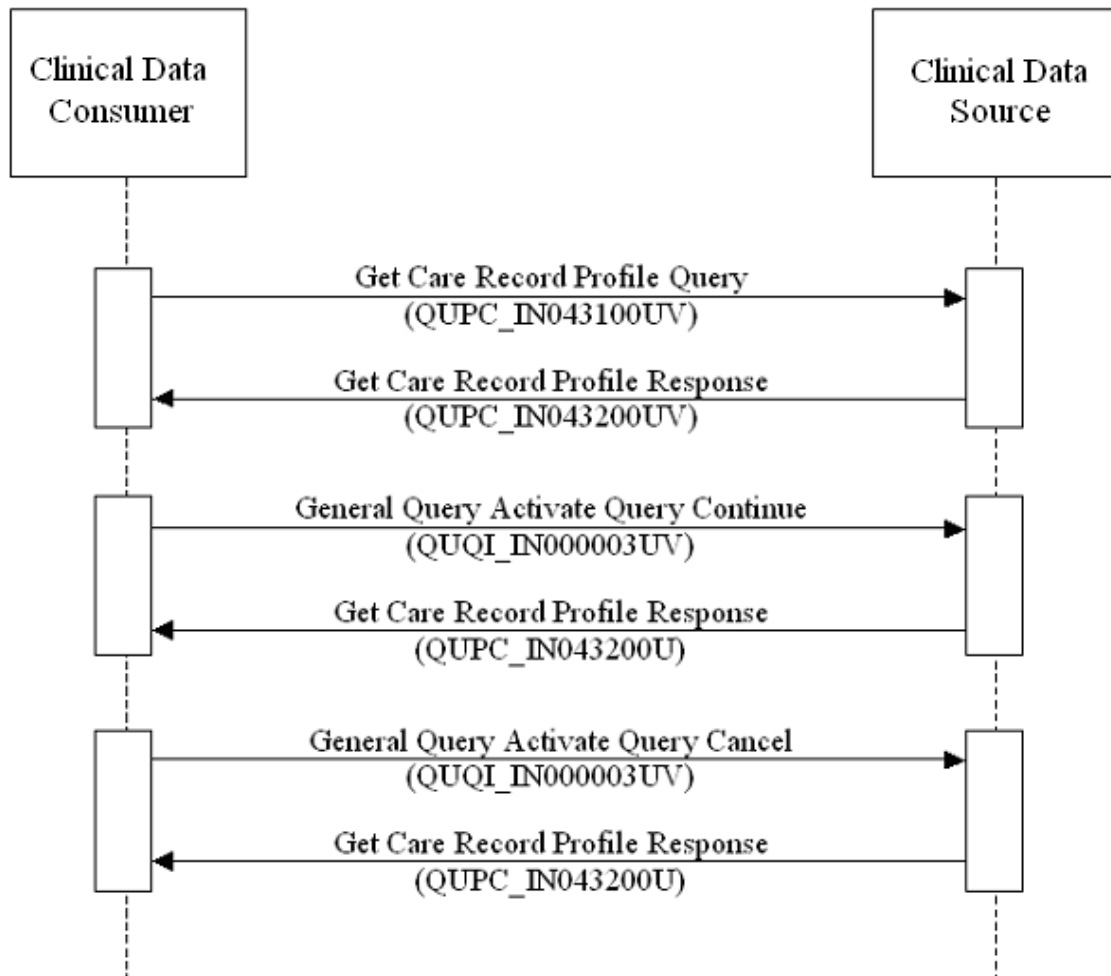 Clinical Data
Consumer
Clinical Data
Source
Get Care Record Profile Query
(QUPC_IN043100UV)
Get Care Record Profile Response
(QUPC_IN043200UV)
General Query Activate Query Continue
(QUQI_IN000003UV)
Get Care Record Profile Response
(QUPC_IN043200U)
General Query Activate Query Cancel
(QUQI_IN000003UV)
Get Care Record Profile Response
(QUPC_IN043200U)